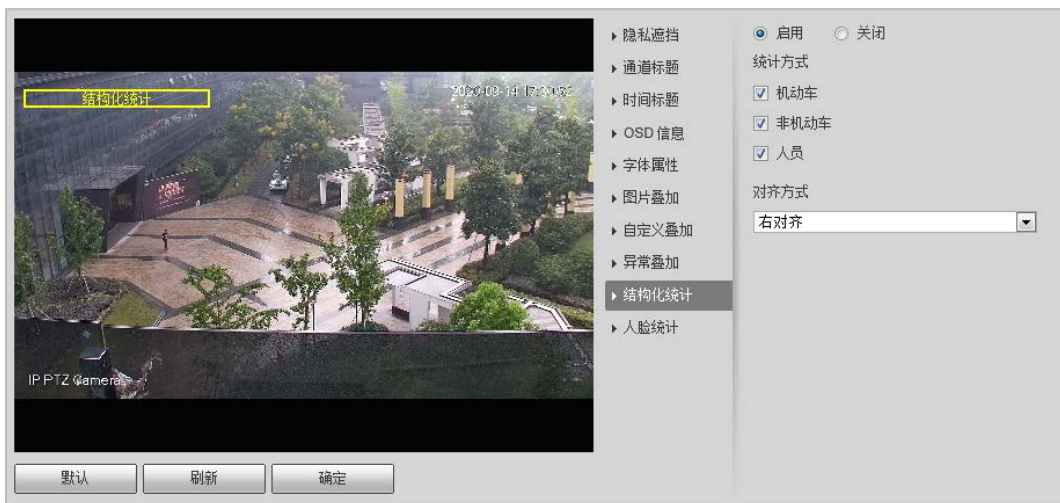 结构化统计
2020-09-14 17:30:52
IP PTZ Camera
默认
刷新
确定
隐私遮挡
通道标题
时间标题
OSD 信息
字体属性
图片叠加
自定义叠加
异常叠加
结构化统计
人脸统计
启用 关闭
统计方式
机动车
非机动车
人员
对齐方式
右对齐